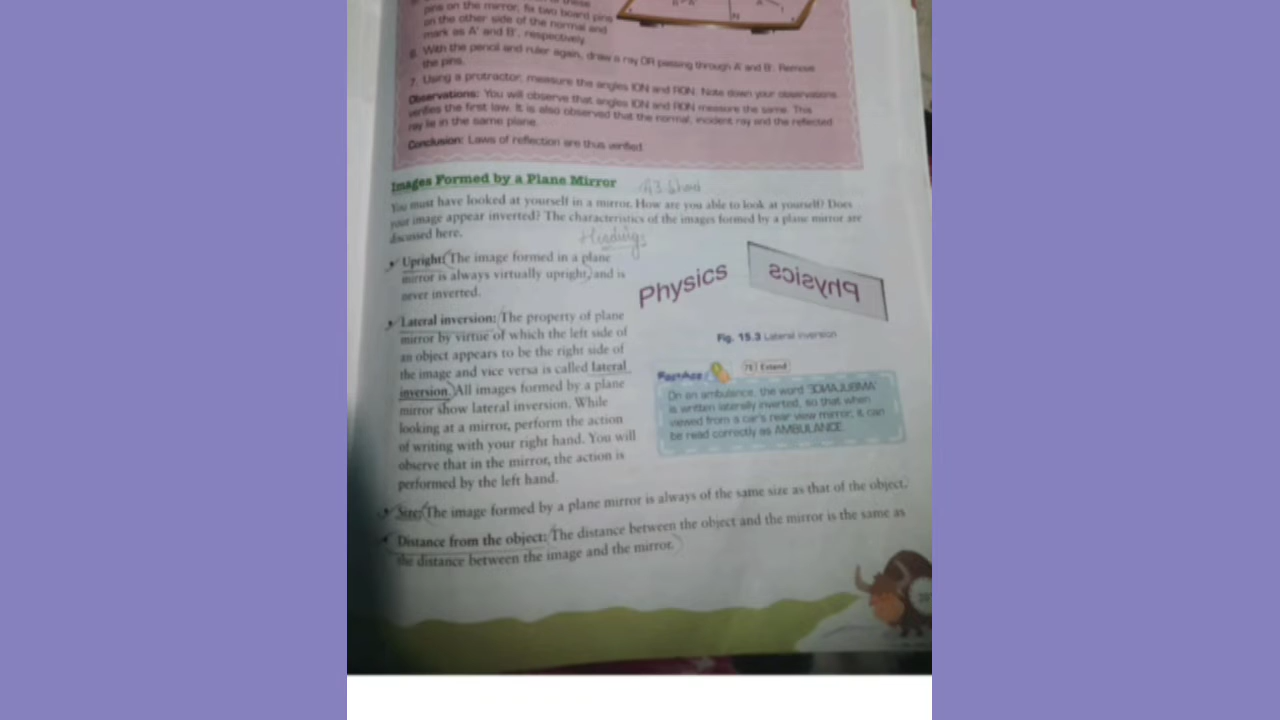 pins on the mirror, fix two board pins
on the other side of the normal and
mark as A' and B', respectively.
6. With the pencil and ruler again, draw a ray OR passing through A' and B'. Remove
the pins.
7. Using a protractor, measure the angles ION and RON. Note down your observations.
Observations: You will observe that angles ION and RON measure the same. This
verifies the first law. It is also observed that the normal, incident ray and the reflected
ray lie in the same plane.
Conclusion: Laws of reflection are thus verified.
N
Images Formed by a Plane Mirror
You must have looked at yourself in a mirror. How are you able to look at yourself? Does
your image appear inverted? The characteristics of the images formed by a plane mirror are
discussed here.
Headings
Upright: The image formed in a plane
mirror is always virtually upright, and is
never inverted.
Lateral inversion: The property of plane
mirror by virtue of which the left side of
an object appears to be the right side of
the image and vice versa is called lateral
inversion. All images formed by a plane
mirror show lateral inversion. While
looking at a mirror, perform the action
of writing with your right hand. You will
observe that in the mirror, the action is
performed by the left hand.
Physics
Physics
Fig. 15.3 Lateral inversion
Extend
On an ambulance, the word 'AMBULANCE'
is written laterally inverted, so that when
viewed from a car's rear view mirror, it can
be read correctly as AMBULANCE.
Size: The image formed by a plane mirror is always of the same size as that of the object.
Distance from the object: The distance between the object and the mirror is the same as
the distance between the image and the mirror.